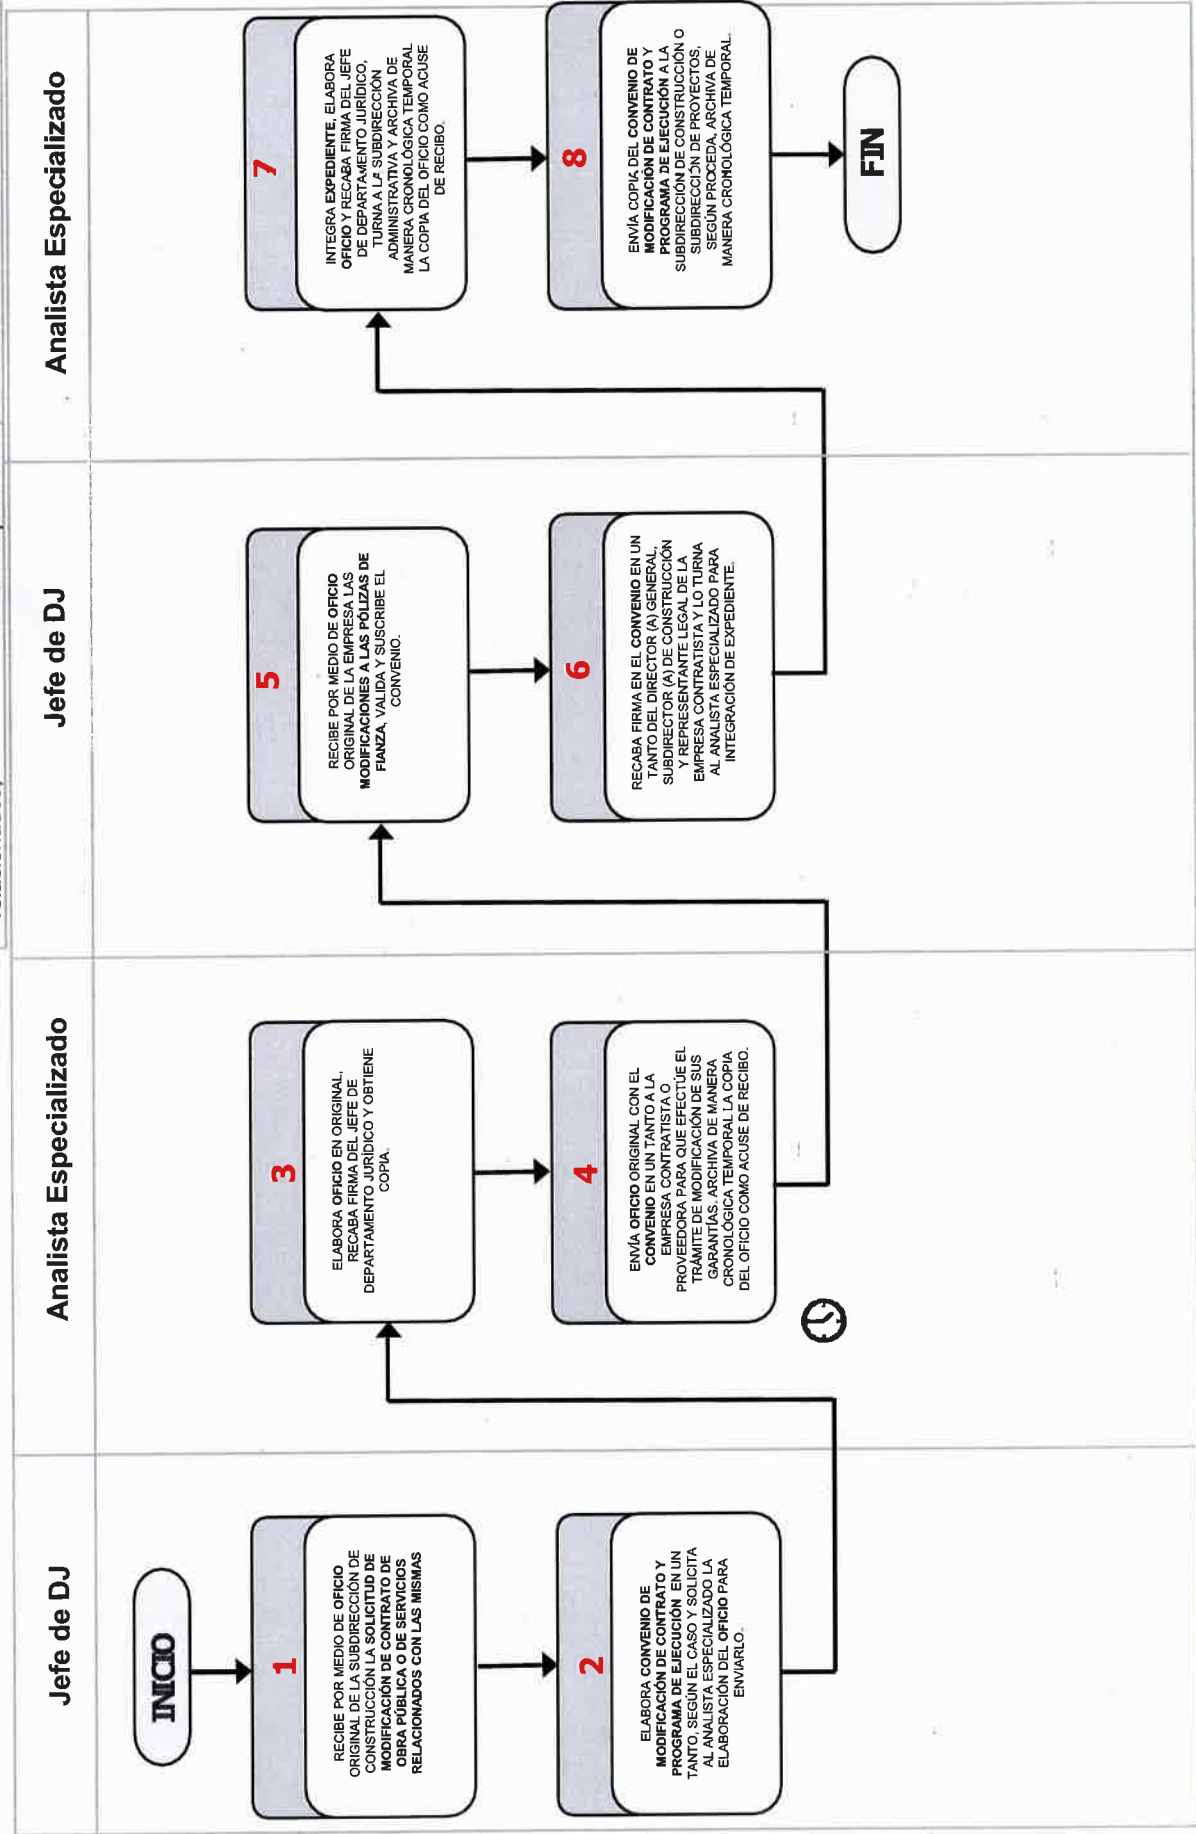 Jefe de DJ
INICIO
1
RECIBE POR MEDIO DE OFICIO
ORIGINAL DE LA SUBDIRECCIÓN DE
CONSTRUCCIÓN LA SOLICITUD DE
MODIFICACIÓN DE CONTRATO DE
OBRA PÚBLICA O DE SERVICIOS
RELACIONADOS CON LAS MISMAS
2
ELABORA CONVENIO DE
MODIFICACIÓN DE CONTRATO Y
PROGRAMA DE EJECUCIÓN EN UN
TANTO, SEGÚN EL CASO Y SOLICITA
AL ANALISTA ESPECIALIZADO LA
ELABORACIÓN DEL OFICIO PARA
ENVIARLO.
Analista Especializado
3
ELABORA OFICIO EN ORIGINAL,
RECABA FIRMA DEL JEFE DE
DEPARTAMENTO JURÍDICO Y OBTIENE
COPIA.
4
ENVÍA OFICIO ORIGINAL CON EL
CONVENIO EN UN TANTO A LA
EMPRESA CONTRATISTA O
PROVEEDORA PARA QUE EFECTÚE EL
TRÁMITE DE MODIFICACIÓN DE SUS
GARANTÍAS. ARCHIVA DE MANERA
CRONOLÓGICA TEMPORAL LA COPIA
DEL OFICIO COMO ACUSE DE RECIBO.
Jefe de DJ
5
RECIBE POR MEDIO DE OFICIO
ORIGINAL DE LA EMPRESA LAS
MODIFICACIONES A LAS PÓLIZAS DE
FIANZA, VALIDA Y SUSCRIBE EL
CONVENIO.
6
RECABA FIRMA EN EL CONVENIO EN UN
TANTO DEL DIRECTOR (A) GENERAL,
SUBDIRECTOR (A) DE CONSTRUCCIÓN
Y REPRESENTANTE LEGAL DE LA
EMPRESA CONTRATISTA Y LO TURNA
AL ANALISTA ESPECIALIZADO PARA
INTEGRACIÓN DE EXPEDIENTE.
Analista Especializado
7
INTEGRA EXPEDIENTE, ELABORA
OFICIO Y RECABA FIRMA DEL JEFE
DE DEPARTAMENTO JURÍDICO,
TURNA A LA SUBDIRECCIÓN
ADMINISTRATIVA Y ARCHIVA DE
MANERA CRONOLÓGICA TEMPORAL
LA COPIA DEL OFICIO COMO ACUSE
DE RECIBO.
8
ENVÍA COPIA DEL CONVENIO DE
MODIFICACIÓN DE CONTRATO Y
PROGRAMA DE EJECUCIÓN A LA
SUBDIRECCIÓN DE CONSTRUCCIÓN O
SUBDIRECCIÓN DE PROYECTOS,
SEGÚN PROCEDA, ARCHIVA DE
MANERA CRONOLÓGICA TEMPORAL.
FIN